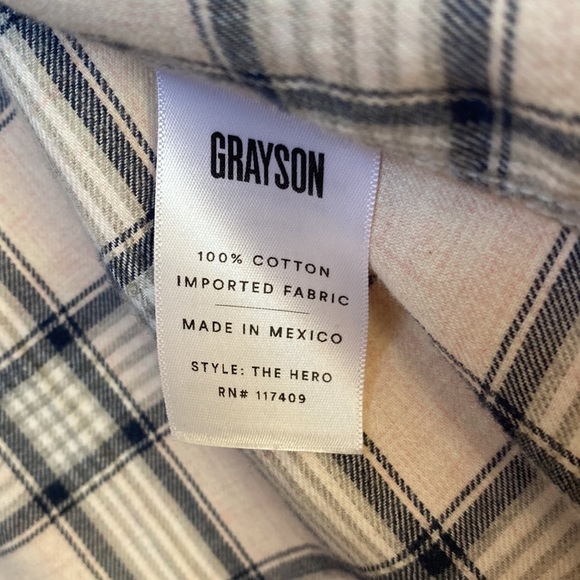 GRAYSON
100% COTTON
IMPORTED FABRIC
MADE IN MEXICO
STYLE: THE HERO
RN# 117409